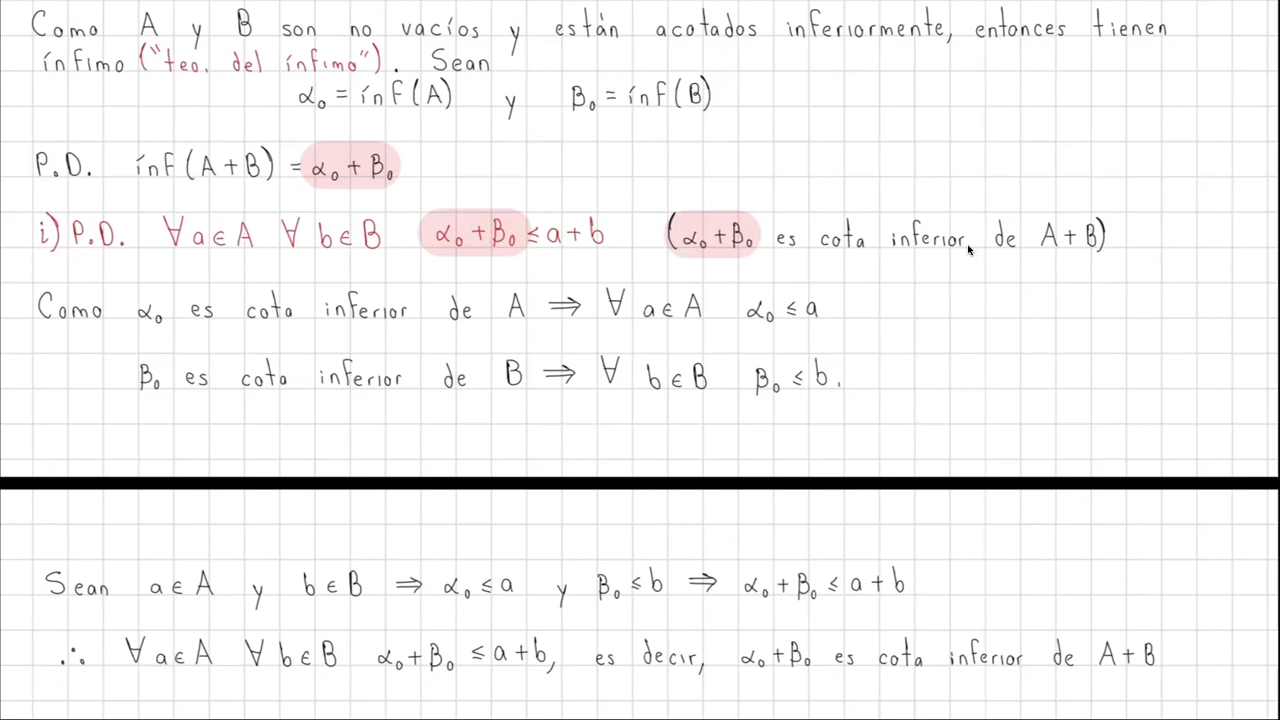 Como A y B son no vacíos y están acotados inferiormente, entonces tienen
ínfimo ("teo. del ínfimo"). Sean
α₀ = ínf(A) y β₀ = ínf(B)
P.D. ínf(A+B) = α₀ + β₀
i) P.D. ∀ a∈A ∀ b∈B α₀+β₀ ≤ a+b (α₀+β₀ es cota inferior de A+B)
Como α₀ es cota inferior de A ⇒ ∀ a∈A α₀ ≤ a
β₀ es cota inferior de B ⇒ ∀ b∈B β₀ ≤ b.
Sean a∈A y b∈B ⇒ α₀ ≤ a y β₀ ≤ b ⇒ α₀+β₀ ≤ a+b
∴ ∀ a∈A ∀ b∈B α₀+β₀ ≤ a+b, es decir, α₀+β₀ es cota inferior de A+B